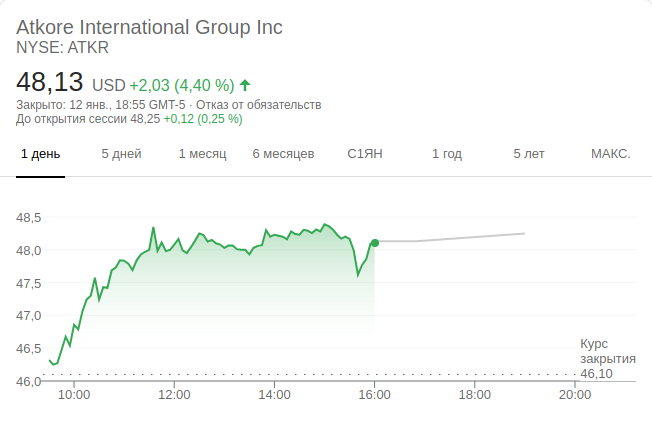 Atkore International Group Inc
NYSE: ATKR
48,13 USD +2,03 (4,40 %)
Закрыто: 12 янв., 18:55 GMT-5 · Отказ от обязательств
До открытия сессии 48,25 +0,12 (0,25 %)
1 день 5 дней 1 месяц 6 месяцев С1ЯН 1 год 5 лет МАКС.
48,5
48,0
47,5
47,0
46,5
46,0
Курс
закрытия
46,10
10:00 12:00 14:00 16:00 18:00 20:00